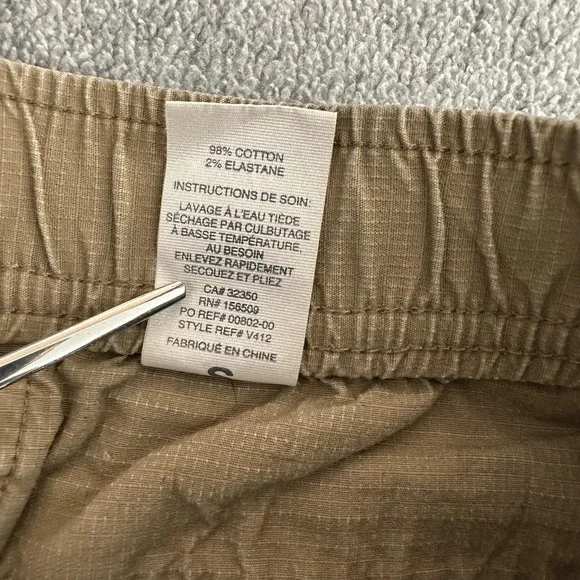 98% COTTON
2% ELASTANE
INSTRUCTIONS DE SOIN:
LAVAGE À L'EAU TIÈDE
SÉCHAGE PAR CULBUTAGE
À BASSE TEMPÉRATURE,
AU BESOIN
ENLEVEZ RAPIDEMENT
SECOUEZ ET PLIEZ
CA# 32350
RN# 156509
PO REF# 00802-00
STYLE REF# V412
FABRIQUÉ EN CHINE